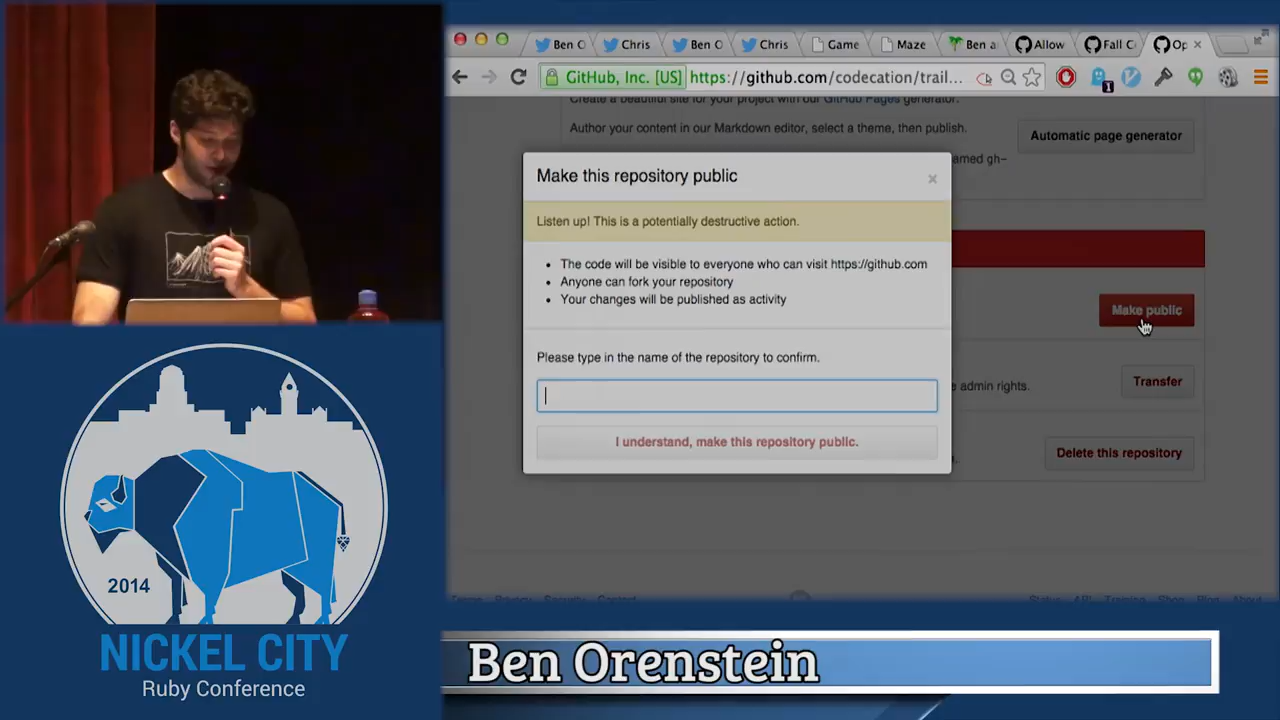 Ben O
Chris
Ben O
Chris
Game
Maze
Ben a
Allow
Fall C
Op
GitHub, Inc. [US]
https://github.com/codecation/trail...
1
Create a beautiful site for your project with our GitHub Pages generator.
Author your content in our Markdown editor, select a theme, then publish.
Automatic page generator
amed gh-
Make this repository public
×
Listen up! This is a potentially destructive action.
• The code will be visible to everyone who can visit https://github.com
• Anyone can fork your repository
• Your changes will be published as activity
Make public
Please type in the name of the repository to confirm.
e admin rights.
Transfer
I understand, make this repository public.
Delete this repository
2014
NICKEL CITY
Ruby Conference
Ben Orenstein